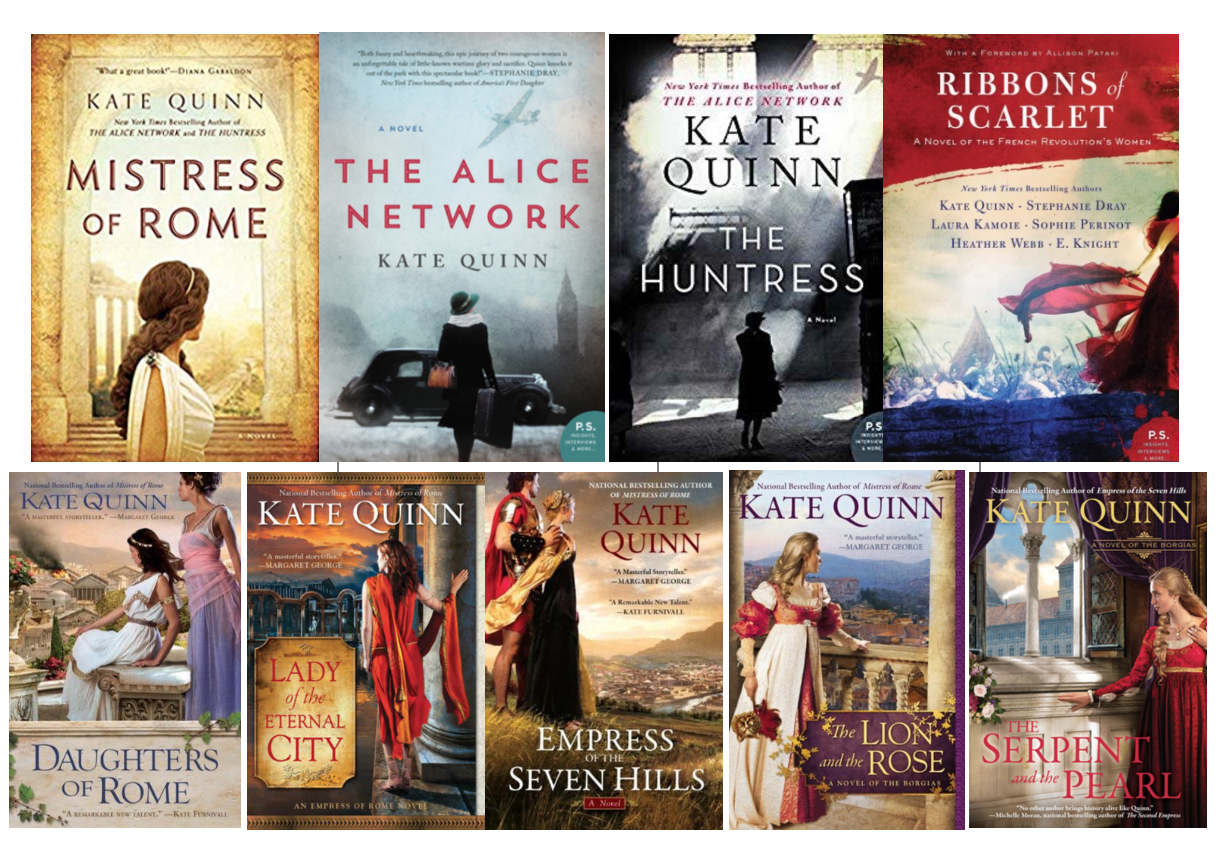 "What a great book!"—DIANA GABALDON
KATE QUINN
New York Times Bestselling Author of
THE ALICE NETWORK and THE HUNTRESS
MISTRESS
OF ROME
A NOVEL
"Both funny and heartbreaking, this epic journey of two courageous women is
an unforgettable tale of little-known wartime glory and sacrifice. Quinn knocks it
out of the park with this spectacular book!"—STEPHANIE DRAY,
New York Times bestselling author of America's First Daughter
A NOVEL
THE ALICE
NETWORK
KATE QUINN
P.S.
INSIGHTS,
INTERVIEWS
& MORE...
New York Times Bestselling Author of
THE ALICE NETWORK
KATE
QUINN
THE
HUNTRESS
A Novel
P.S.
INSIGHTS,
INTERVIEWS
& MORE
WITH A FOREWORD BY ALLISON PATAKI
RIBBONS of
SCARLET
A NOVEL OF THE FRENCH REVOLUTION'S WOMEN
New York Times Bestselling Authors
KATE QUINN · STEPHANIE DRAY
LAURA KAMOIE · SOPHIE PERINOT
HEATHER WEBB · E. KNIGHT
P.S.
INSIGHTS,
INTERVIEWS
& MORE...
National Bestselling Author of Mistress of Rome
KATE QUINN
"A MASTERFUL STORYTELLER." —MARGARET GEORGE
DAUGHTERS
OF ROME
"A REMARKABLE NEW TALENT." —KATE FURNIVALL
National Bestselling Author of Mistress of Rome
KATE QUINN
"A masterful storyteller."
—MARGARET GEORGE
LADY
of the
ETERNAL
CITY
AN EMPRESS OF ROME NOVEL
NATIONAL BESTSELLING AUTHOR
OF MISTRESS OF ROME
KATE
QUINN
"A Masterful Storyteller."
—MARGARET GEORGE
"A Remarkable New Talent."
—KATE FURNIVALL
EMPRESS
OF THE
SEVEN HILLS
A Novel
National Bestselling Author of Mistress of Rome
KATE QUINN
"A masterful storyteller."
—MARGARET GEORGE
The LION
and the ROSE
A NOVEL OF THE BORGIAS
National Bestselling Author of Empress of the Seven Hills
KATE QUINN
A NOVEL OF THE BORGIAS
THE
SERPENT
and the PEARL
"No other author brings history alive like Quinn."
—Michelle Moran, national bestselling author of The Second Empress